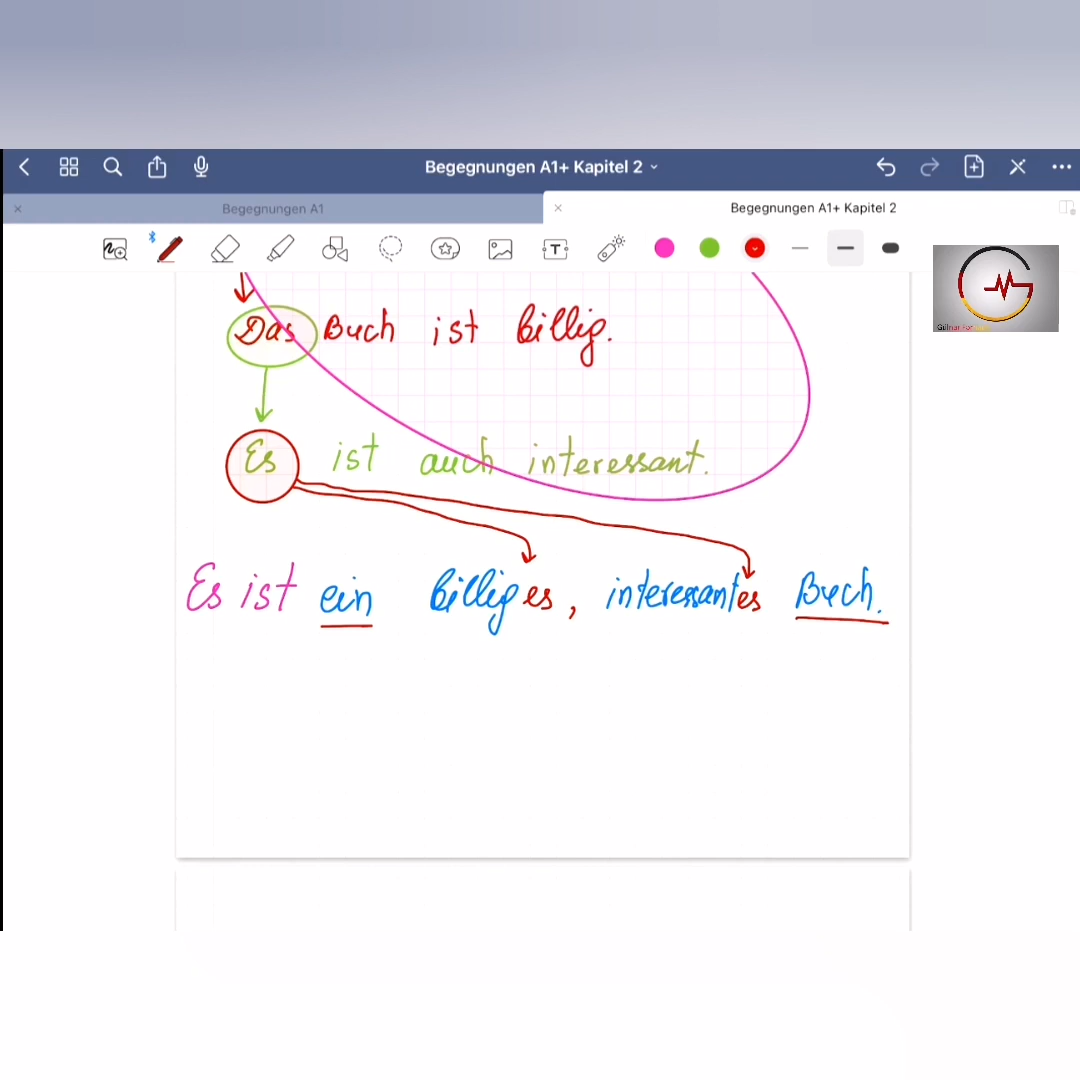 Begegnungen A1+ Kapitel 2
Begegnungen A1
Begegnungen A1+ Kapitel 2
T
Das Buch ist billig.
Es ist auch interessant.
Es ist ein billiges, interessantes Buch.